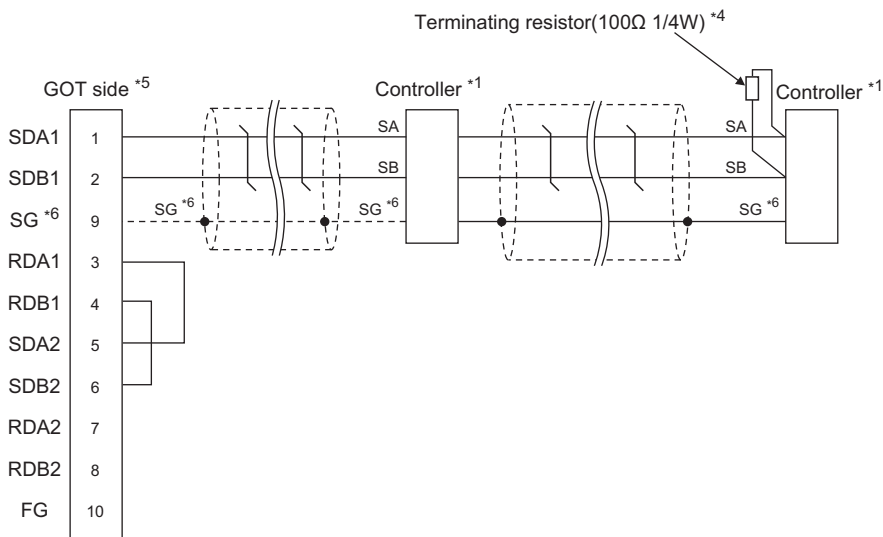 Terminating resistor(100Ω 1/4W) *4
GOT side *5
Controller *1
Controller *1
SDA1 1 SA SA
SDB1 2 SB SB
SG *6 9 SG *6 SG *6 SG *6
RDA1 3
RDB1 4
SDA2 5
SDB2 6
RDA2 7
RDB2 8
FG 10